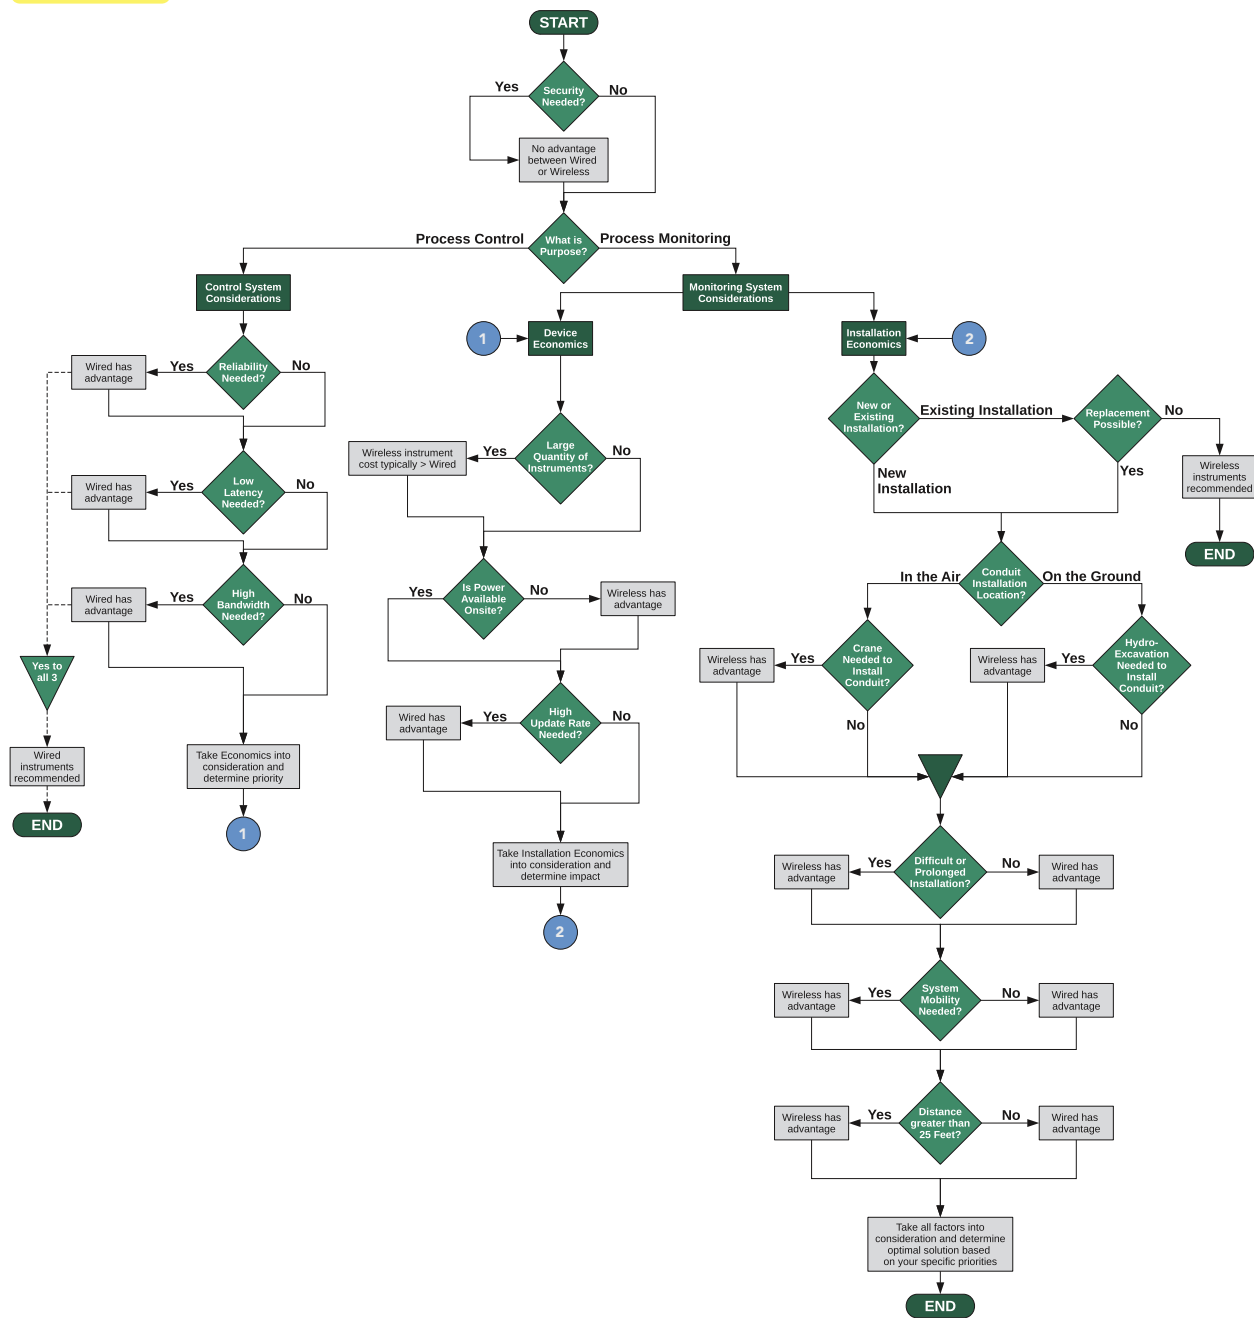 START
Yes
Security
Needed?
No
No advantage
between Wired
or Wireless
Process Control
What is
Purpose?
Process Monitoring
Control System
Considerations
Monitoring System
Considerations
1
Device
Economics
Installation
Economics
2
Wired has
advantage
Yes
Reliability
Needed?
No
New or
Existing
Installation?
Existing Installation
Replacement
Possible?
No
Wireless instrument
cost typically > Wired
Yes
Large
Quantity of
Instruments?
No
New
Installation
Yes
Wireless
instruments
recommended
END
Wired has
advantage
Yes
Low
Latency
Needed?
No
Wired has
advantage
Yes
High
Bandwidth
Needed?
No
Yes
Is Power
Available
Onsite?
No
Wireless has
advantage
In the Air
Conduit
Installation
Location?
On the Ground
Wireless has
advantage
Yes
Crane
Needed to
Install
Conduit?
No
Wireless has
advantage
Yes
Hydro-
Excavation
Needed to
Install
Conduit?
No
Yes to
all 3
Wired
instruments
recommended
END
Take Economics into
consideration and
determine priority
1
Wired has
advantage
Yes
High
Update Rate
Needed?
No
Take Installation Economics
into consideration and
determine impact
2
Wireless has
advantage
Yes
Difficult or
Prolonged
Installation?
No
Wired has
advantage
Wireless has
advantage
Yes
System
Mobility
Needed?
No
Wired has
advantage
Wireless has
advantage
Yes
Distance
greater than
25 Feet?
No
Wired has
advantage
Take all factors into
consideration and determine
optimal solution based
on your specific priorities
END